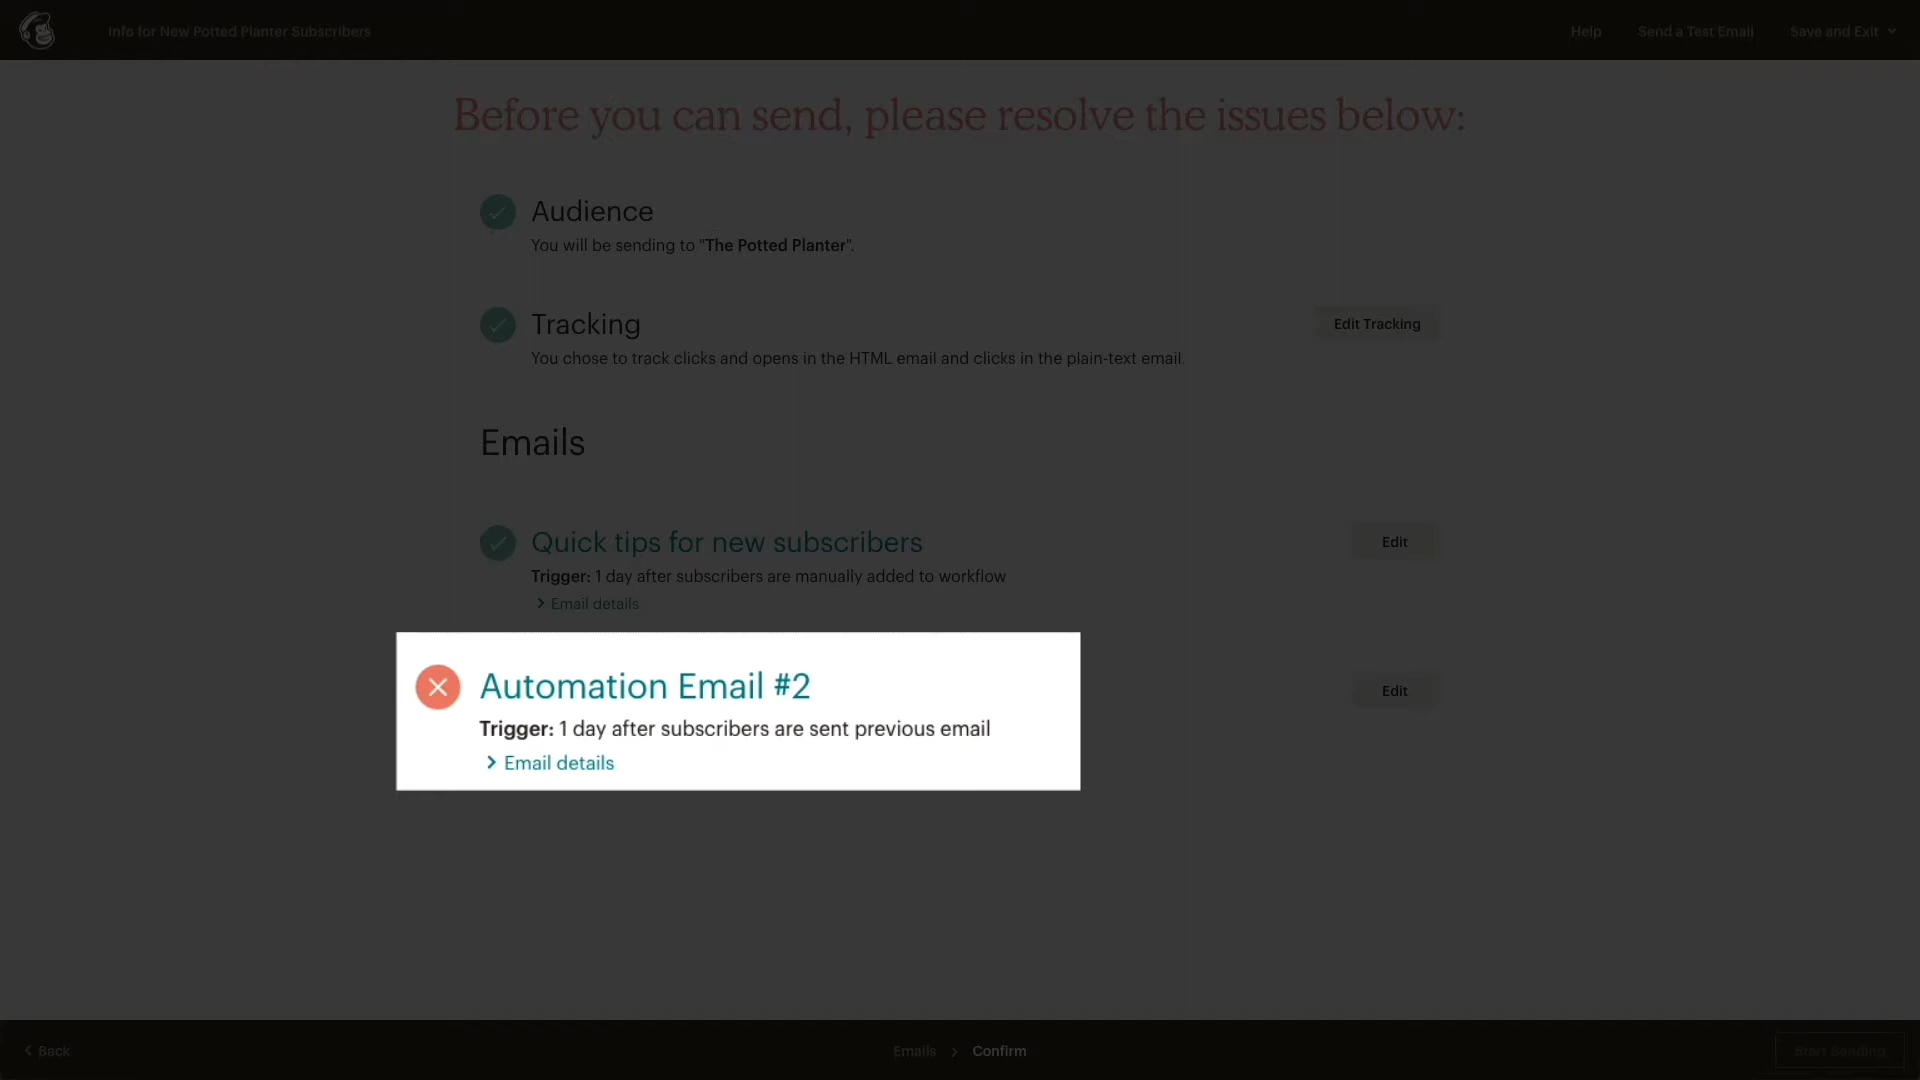 Info for New Potted Planter Subscribers
Help
Send a Test Email
Save and Exit
Before you can send, please resolve the issues below:
Audience
You will be sending to "The Potted Planter".
Tracking
Edit Tracking
You chose to track clicks and opens in the HTML email and clicks in the plain-text email.
Emails
Quick tips for new subscribers
Edit
Trigger: 1 day after subscribers are manually added to workflow
Email details
Automation Email #2
Edit
Trigger: 1 day after subscribers are sent previous email
Email details
Back
Emails
Confirm
Start Sending